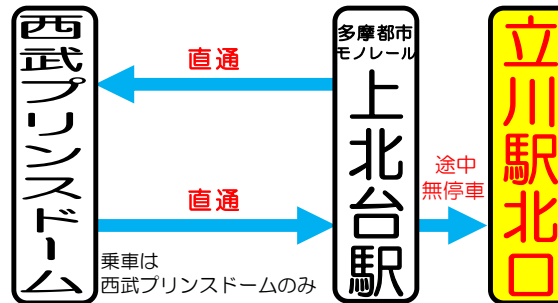 西武プリンスドーム
直通
直通
乗車は
西武プリンスドームのみ
多摩都市
モノレール
上北台駅
途中
無停車
立川駅北口